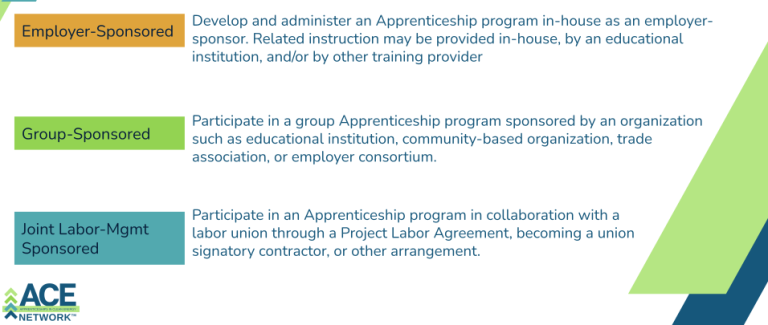 Employer-Sponsored
Develop and administer an Apprenticeship program in-house as an employer-
sponsor. Related instruction may be provided in-house, by an educational
institution, and/or by other training provider
Group-Sponsored
Participate in a group Apprenticeship program sponsored by an organization
such as educational institution, community-based organization, trade
association, or employer consortium.
Joint Labor-Mgmt
Sponsored
Participate in an Apprenticeship program in collaboration with a
labor union through a Project Labor Agreement, becoming a union
signatory contractor, or other arrangement.
ACE
NETWORK™